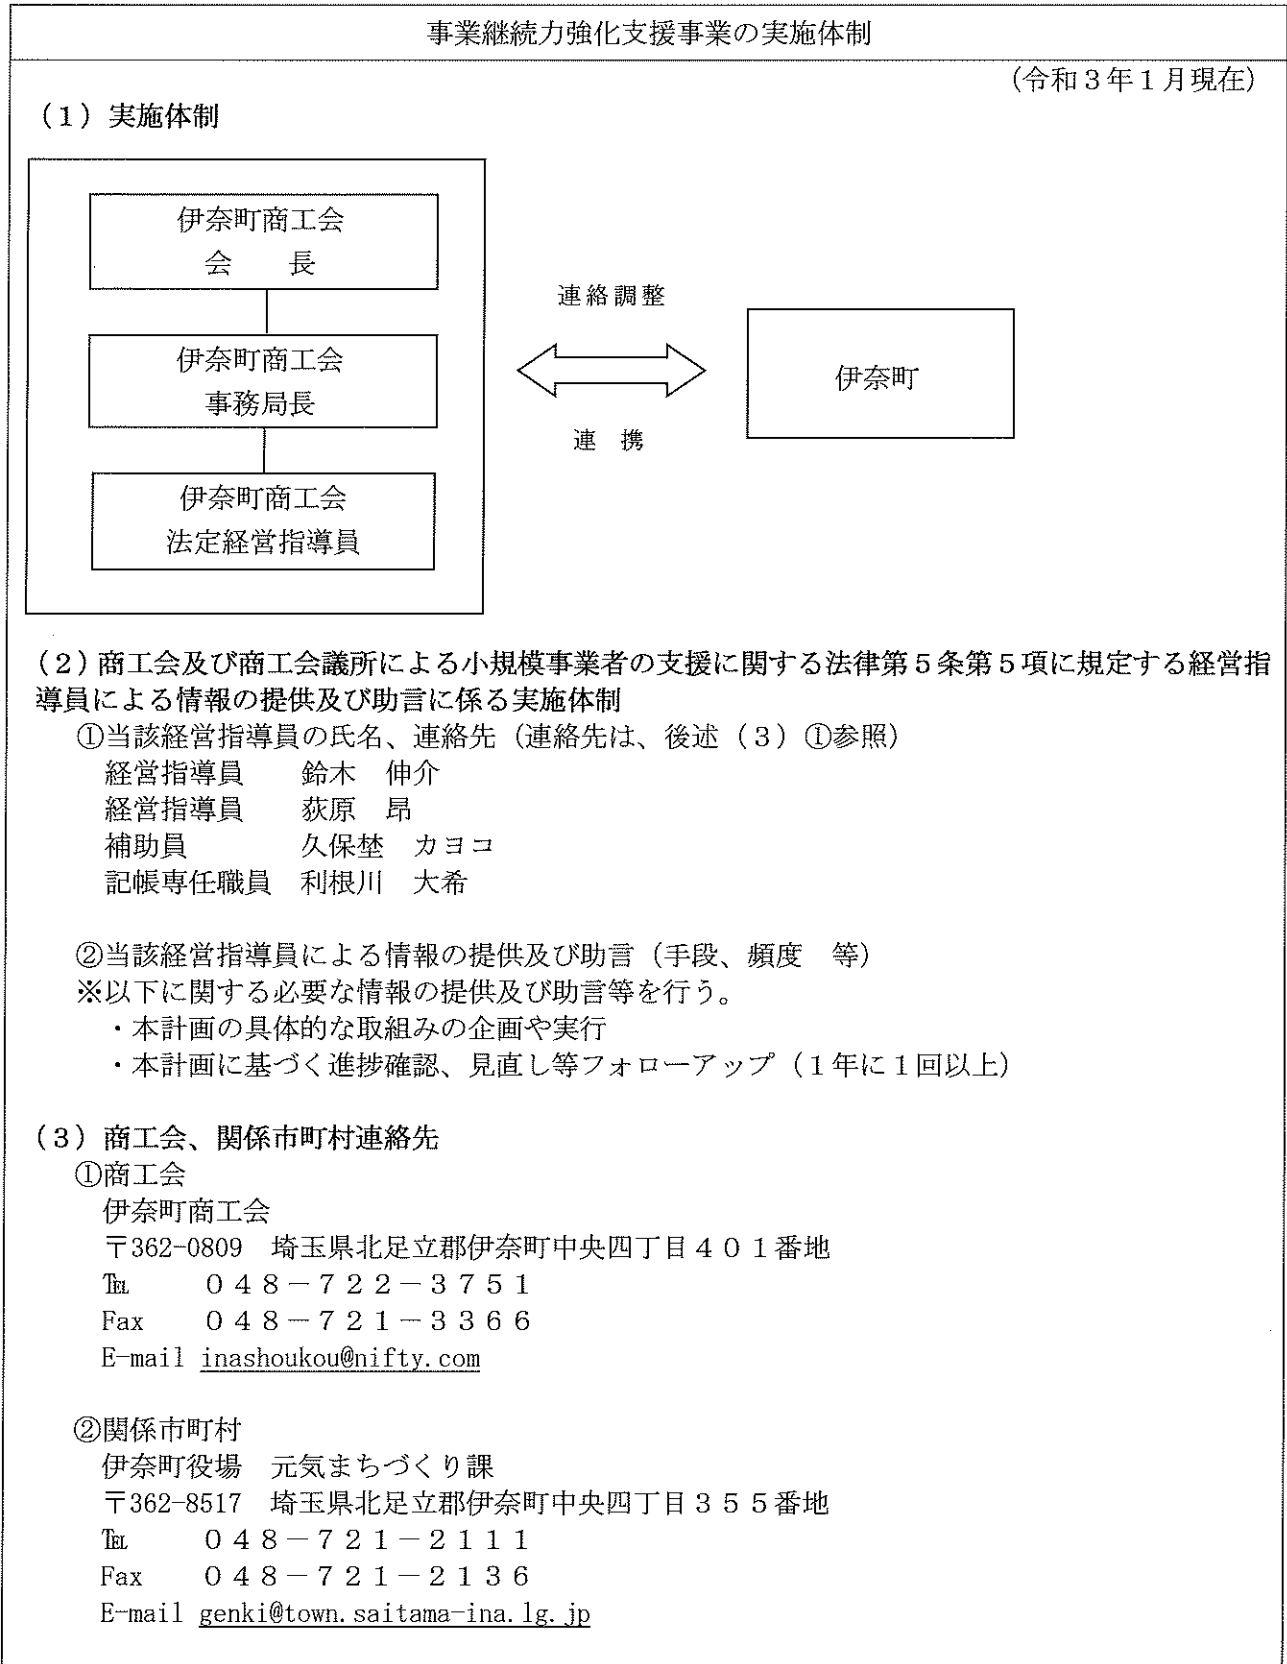 事業継続力強化支援事業の実施体制
（令和３年１月現在）
（１）実施体制
伊奈町商工会
会　　長
伊奈町商工会
事務局長
伊奈町商工会
法定経営指導員
連絡調整
連　携
伊奈町
（２）商工会及び商工会議所による小規模事業者の支援に関する法律第５条第５項に規定する経営指
導員による情報の提供及び助言に係る実施体制
①当該経営指導員の氏名、連絡先（連絡先は、後述（３）①参照）
経営指導員　　鈴木　伸介
経営指導員　　荻原　昂
補助員　　　　久保埜　カヨコ
記帳専任職員　利根川　大希
②当該経営指導員による情報の提供及び助言（手段、頻度　等）
※以下に関する必要な情報の提供及び助言等を行う。
・本計画の具体的な取組みの企画や実行
・本計画に基づく進捗確認、見直し等フォローアップ（１年に１回以上）
（３）商工会、関係市町村連絡先
①商工会
伊奈町商工会
〒362-0809　埼玉県北足立郡伊奈町中央四丁目４０１番地
℡　　０４８－７２２－３７５１
Fax　　０４８－７２１－３３６６
E-mail inashoukou@nifty.com
②関係市町村
伊奈町役場　元気まちづくり課
〒362-8517　埼玉県北足立郡伊奈町中央四丁目３５５番地
℡　　０４８－７２１－２１１１
Fax　　０４８－７２１－２１３６
E-mail genki@town.saitama-ina.lg.jp